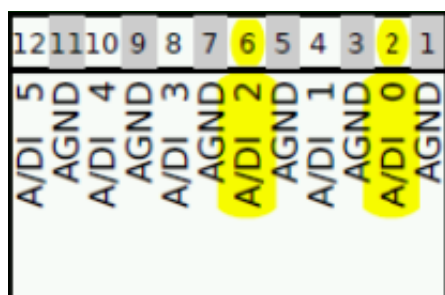 12 11 10 9 8 7 6 5 4 3 2 1
A/DI 5
AGND
A/DI 4
AGND
A/DI 3
AGND
A/DI 2
AGND
A/DI 1
AGND
A/DI 0
AGND